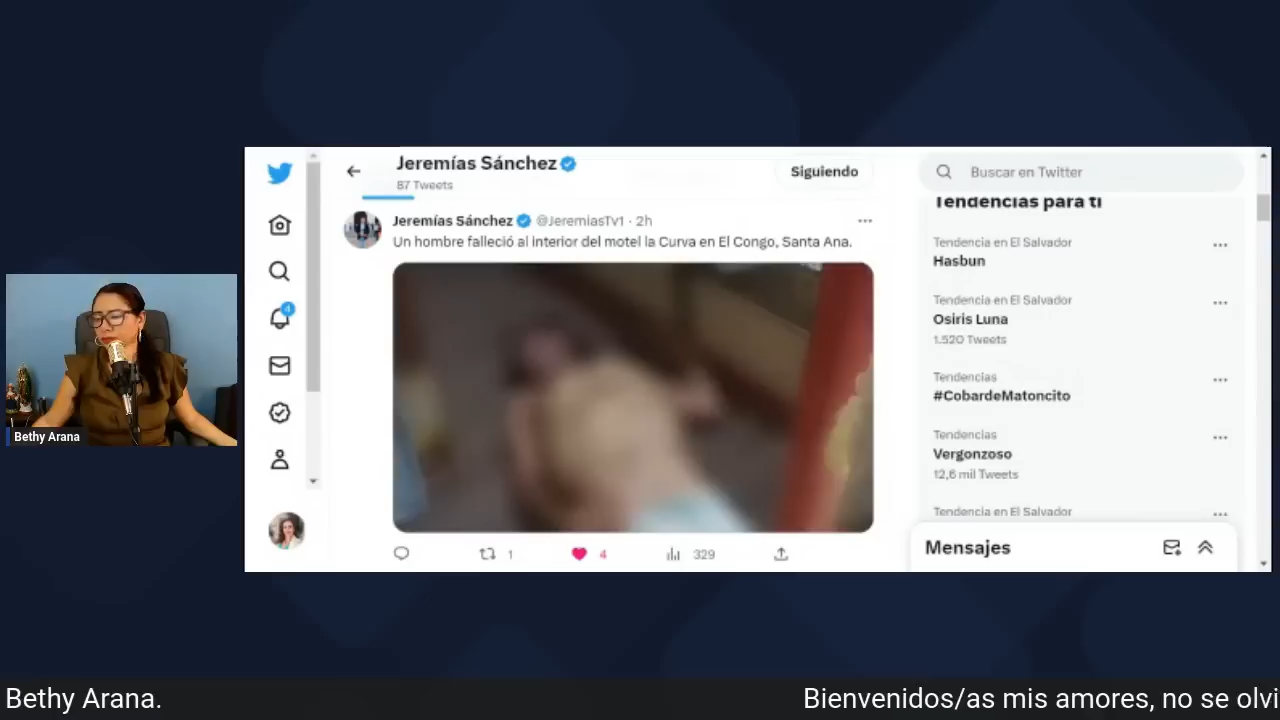 Jeremías Sánchez
87 Tweets
Siguiendo
Buscar en Twitter
Jeremías Sánchez @JeremiasTv1 · 2h
Un hombre falleció al interior del motel la Curva en El Congo, Santa Ana.
1
4
329
4
Tendencias para ti
Tendencia en El Salvador
Hasbun
Tendencia en El Salvador
Osiris Luna
1.520 Tweets
Tendencias
#CobardeMatoncito
Tendencias
Vergonzoso
12,6 mil Tweets
Tendencia en El Salvador
Mensajes
Bethy Arana
Bethy Arana.
Bienvenidos/as mis amores, no se olvi